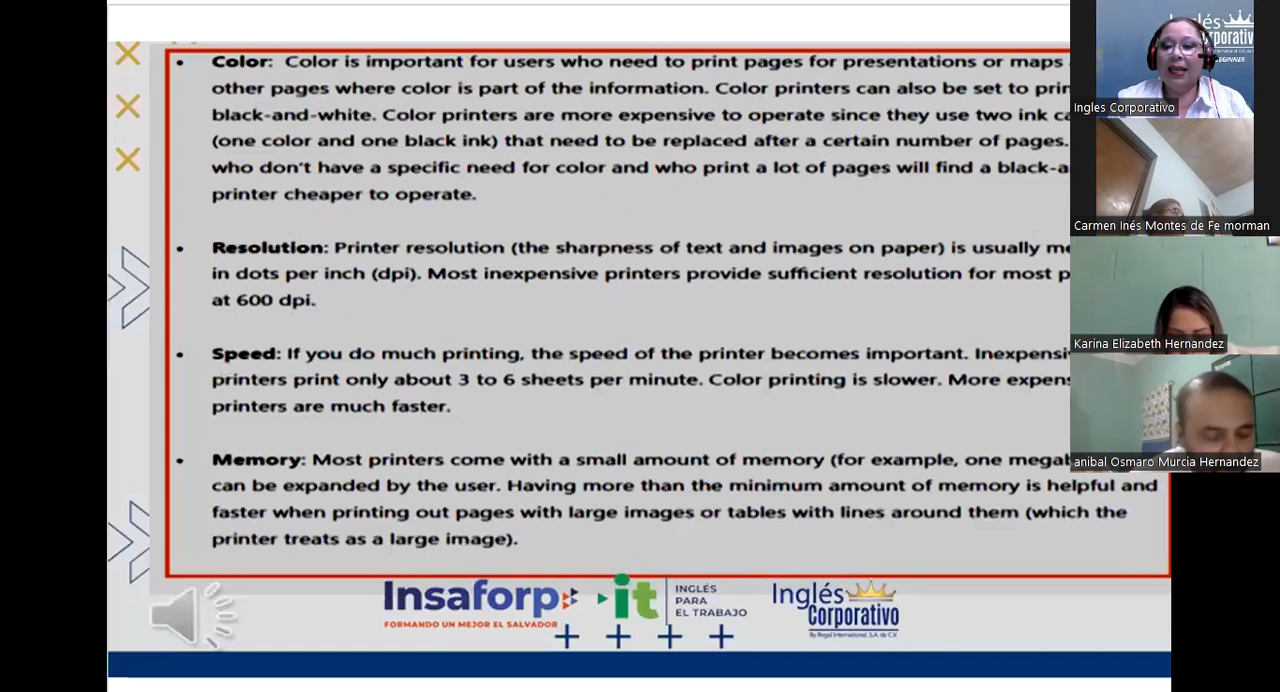 • Color: Color is important for users who need to print pages for presentations or maps
other pages where color is part of the information. Color printers can also be set to
black-and-white. Color printers are more expensive to operate since they use two ink
(one color and one black ink) that need to be replaced after a certain number of pages.
who don't have a specific need for color and who print a lot of pages will find a
printer cheaper to operate.
• Resolution: Printer resolution (the sharpness of text and images on paper) is usually
in dots per inch (dpi). Most inexpensive printers provide sufficient resolution for most
at 600 dpi.
• Speed: If you do much printing, the speed of the printer becomes important.
printers print only about 3 to 6 sheets per minute. Color printing is slower. More
printers are much faster.
• Memory: Most printers come with a small amount of memory (for example, one
can be expanded by the user. Having more than the minimum amount of memory is helpful and
faster when printing out pages with large images or tables with lines around them (which the
printer treats as a large image).
Insaforp
FORMANDO UN MEJOR EL SALVADOR
it
INGLÉS
PARA
EL TRABAJO
Inglés
Corporativo
By Regal International, S.A. de C.V.
Ingles Corporativo
Carmen Inés Montes de Fe morman
Karina Elizabeth Hernandez
anibal Osmaro Murcia Hernandez